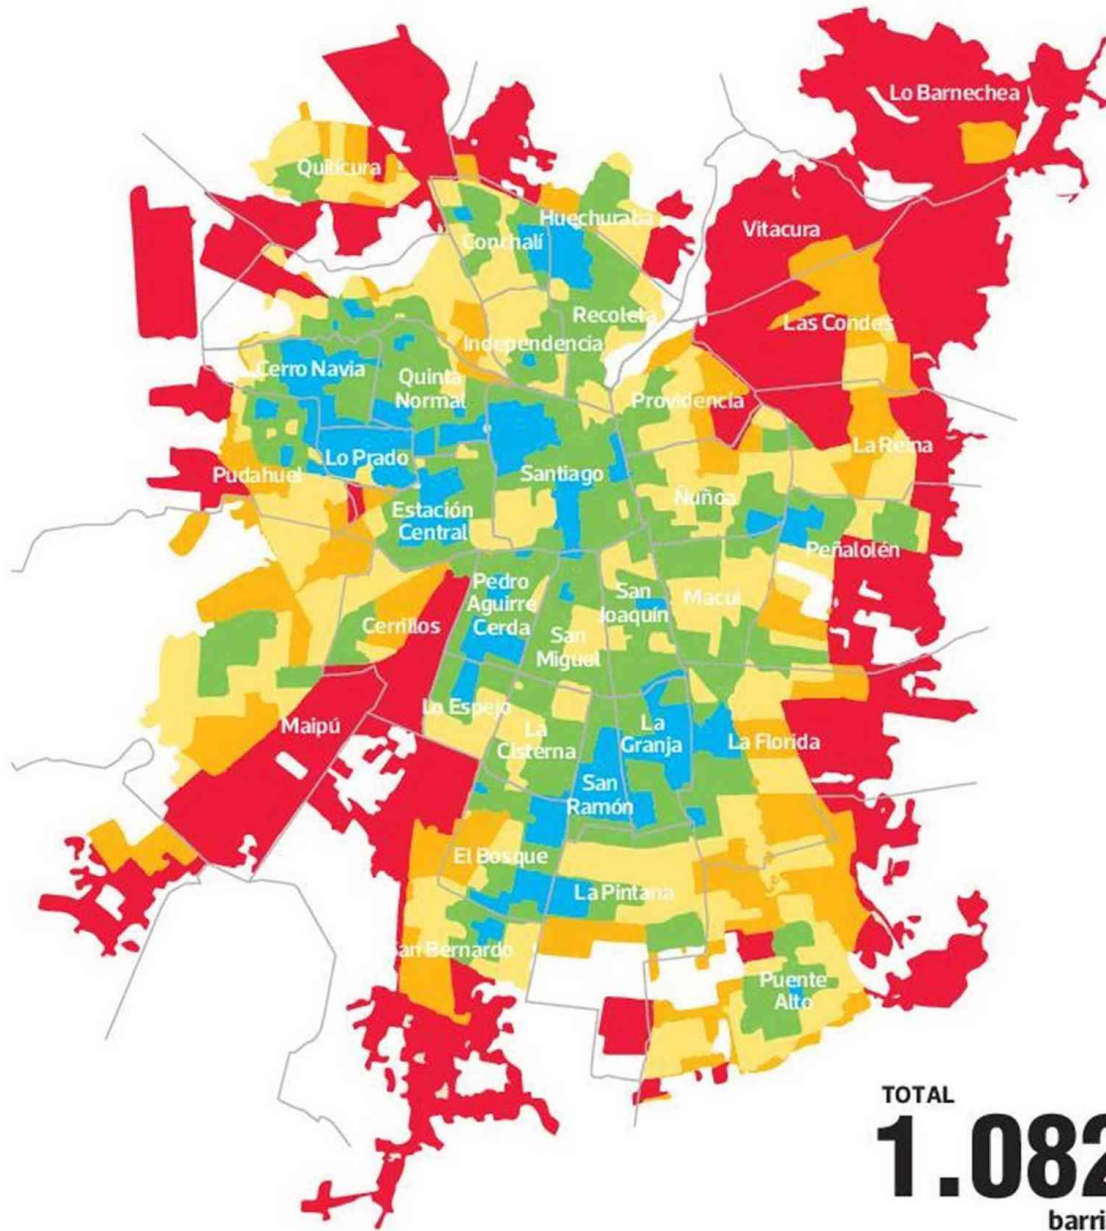 Lo Barnechea
Quilicura
Huechuraba
Vitacura
Conchalí
Recoleta
Las Condes
Independencia
Cerro Navia
Quinta
Normal
Providencia
La Reina
Lo Prado
Pudahuel
Santiago
Ñuñoa
Estación
Central
Peñalolén
Pedro
Aguirre
Cerda
San
Joaquín
Macul
Cerrillos
San
Miguel
Lo Espejo
Maipú
La
Cisterna
La
Granja
La Florida
San
Ramón
El Bosque
La Pintana
San Bernardo
Puente
Alto
TOTAL
1.082
barri